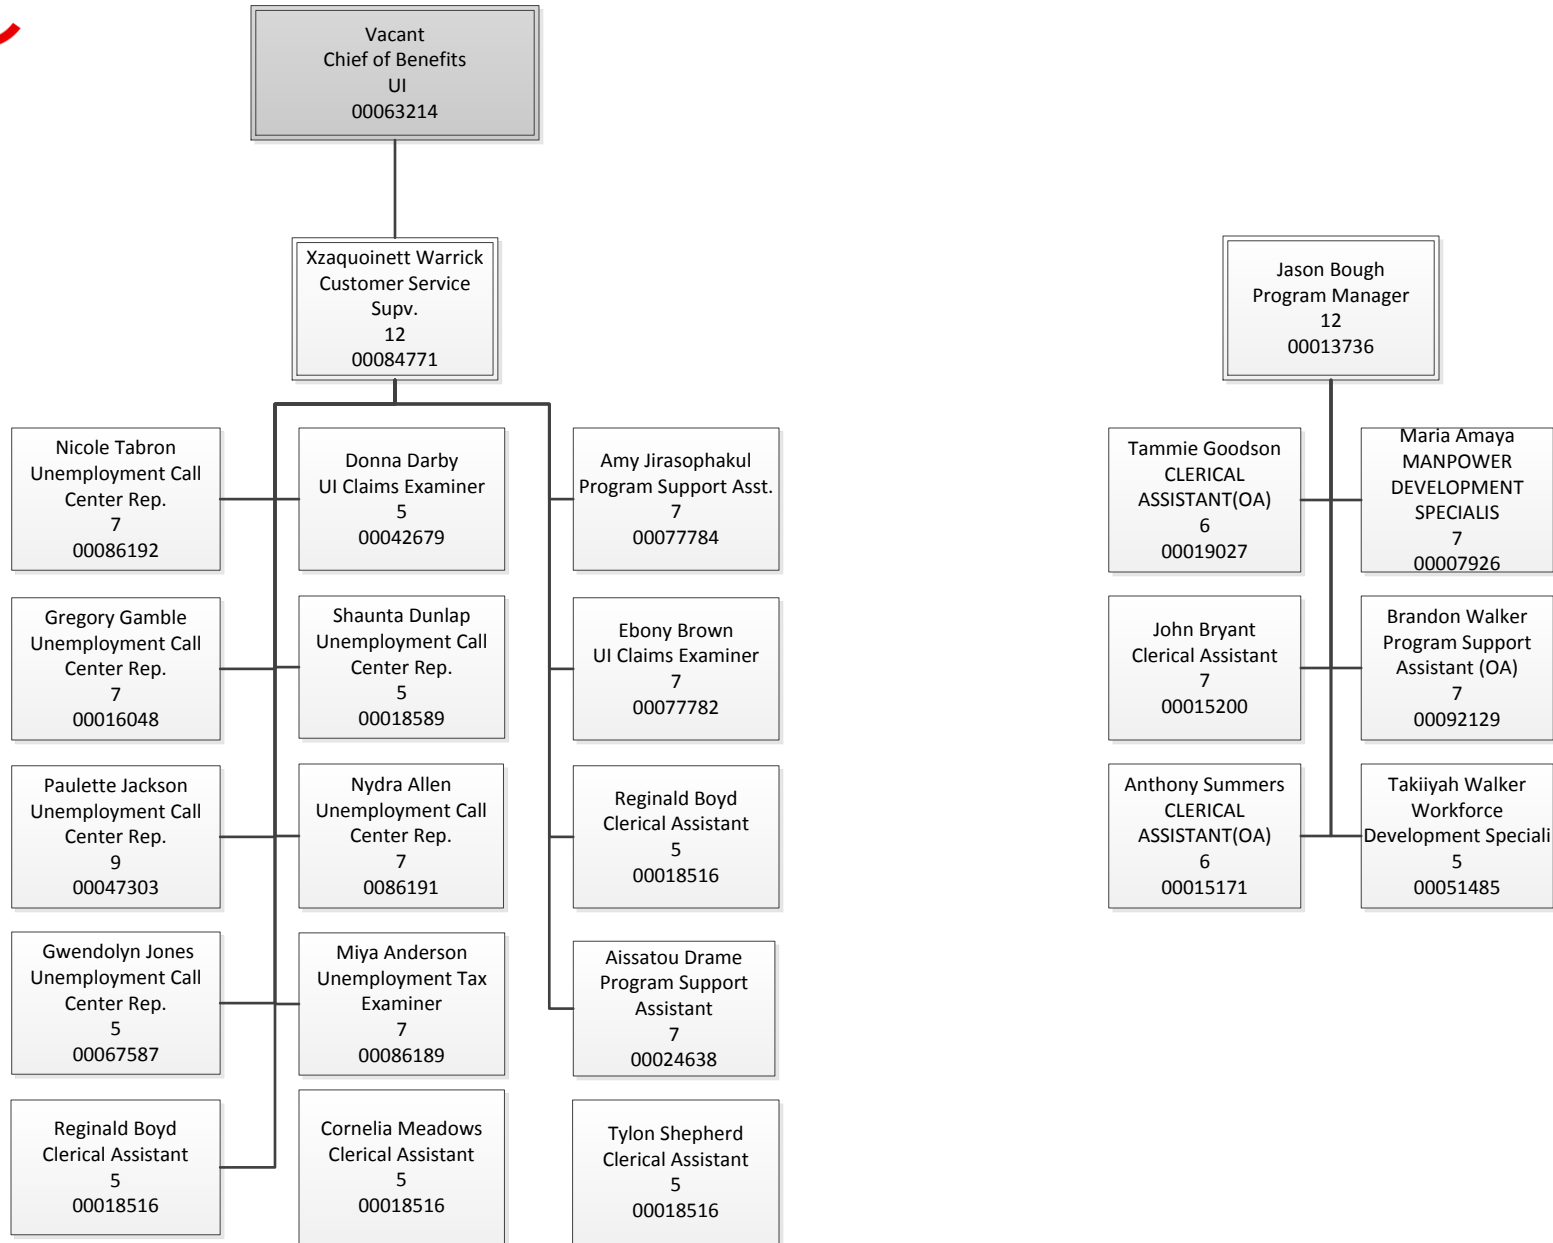 Vacant
Chief of Benefits
UI
00063214
Xzaquoinett Warrick
Customer Service
Supv.
12
00084771
Jason Bough
Program Manager
12
00013736
Nicole Tabron
Unemployment Call
Center Rep.
7
00086192
Donna Darby
UI Claims Examiner
5
00042679
Amy Jirasophakul
Program Support Asst.
7
00077784
Tammie Goodson
CLERICAL
ASSISTANT(OA)
6
00019027
Maria Amaya
MANPOWER
DEVELOPMENT
SPECIALIS
7
00007926
Gregory Gamble
Unemployment Call
Center Rep.
7
00016048
Shaunta Dunlap
Unemployment Call
Center Rep.
5
00018589
Ebony Brown
UI Claims Examiner
7
00077782
John Bryant
Clerical Assistant
7
00015200
Brandon Walker
Program Support
Assistant (OA)
7
00092129
Paulette Jackson
Unemployment Call
Center Rep.
9
00047303
Nydra Allen
Unemployment Call
Center Rep.
7
0086191
Reginald Boyd
Clerical Assistant
5
00018516
Anthony Summers
CLERICAL
ASSISTANT(OA)
6
00015171
Takiiyah Walker
Workforce
Development Speciali
5
00051485
Gwendolyn Jones
Unemployment Call
Center Rep.
5
00067587
Miya Anderson
Unemployment Tax
Examiner
7
00086189
Aissatou Drame
Program Support
Assistant
7
00024638
Reginald Boyd
Clerical Assistant
5
00018516
Cornelia Meadows
Clerical Assistant
5
00018516
Tylon Shepherd
Clerical Assistant
5
00018516